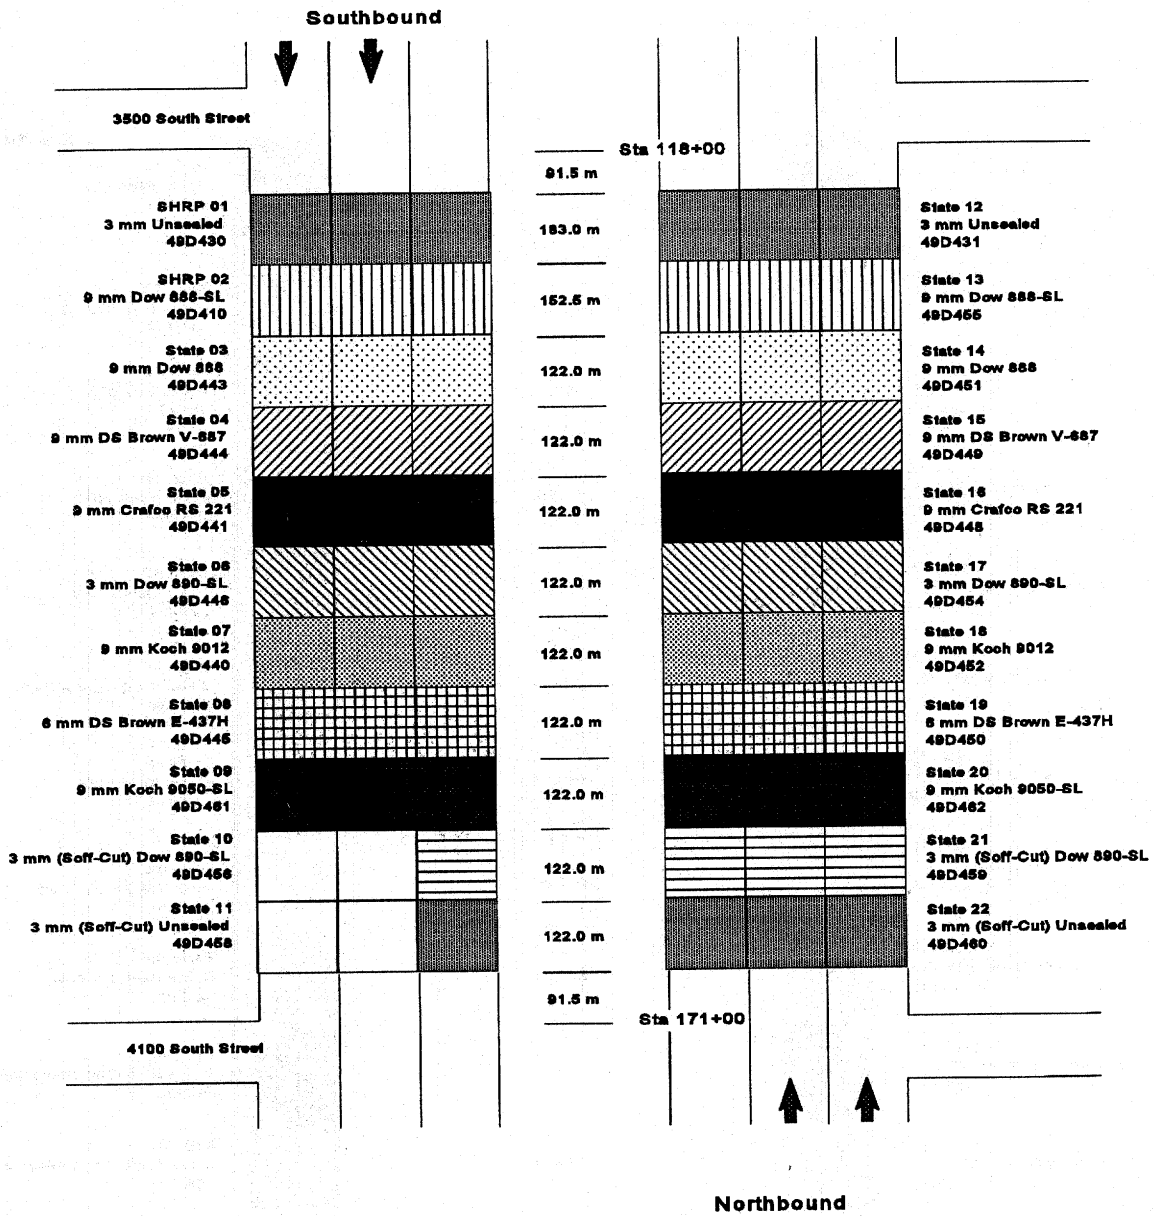 Southbound
3500 South Street
Sta 118+00
91.5 m
SHRP 01
3 mm Unsealed
49D430
183.0 m
State 12
3 mm Unsealed
49D431
SHRP 02
9 mm Dow 888-SL
49D410
152.5 m
State 13
9 mm Dow 888-SL
49D455
State 03
9 mm Dow 888
49D443
122.0 m
State 14
9 mm Dow 888
49D451
State 04
9 mm DS Brown V-687
49D444
122.0 m
State 15
9 mm DS Brown V-687
49D449
State 05
9 mm Crafco RS 221
49D441
122.0 m
State 16
9 mm Crafco RS 221
49D448
State 06
3 mm Dow 890-SL
49D446
122.0 m
State 17
3 mm Dow 890-SL
49D454
State 07
9 mm Koch 9012
49D440
122.0 m
State 18
9 mm Koch 9012
49D452
State 08
6 mm DS Brown E-437H
49D445
122.0 m
State 19
6 mm DS Brown E-437H
49D450
State 09
9 mm Koch 9050-SL
49D461
122.0 m
State 20
9 mm Koch 9050-SL
49D462
State 10
3 mm (Soff-Cut) Dow 890-SL
49D456
122.0 m
State 21
3 mm (Soff-Cut) Dow 890-SL
49D459
State 11
3 mm (Soff-Cut) Unsealed
49D458
122.0 m
State 22
3 mm (Soff-Cut) Unsealed
49D460
91.5 m
Sta 171+00
4100 South Street
Northbound